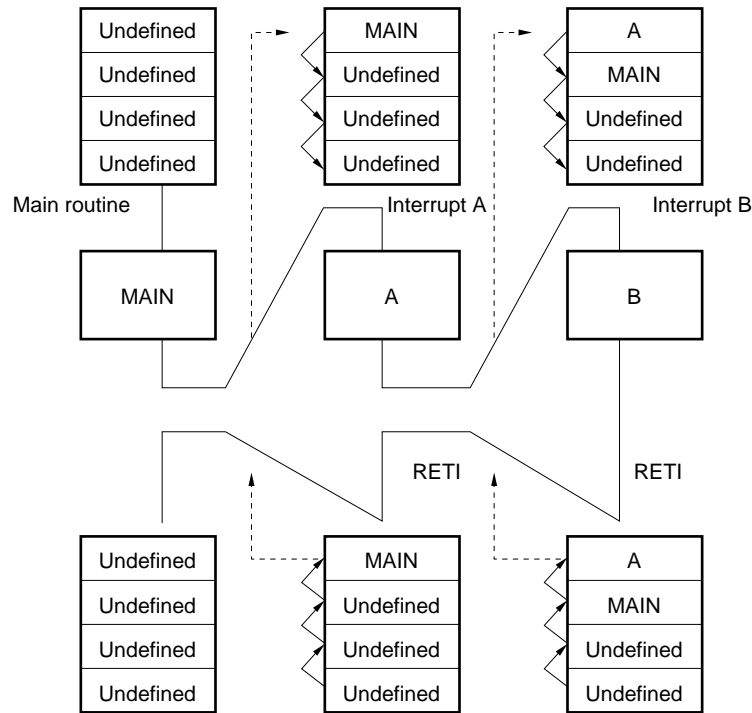 Undefined MAIN A
Undefined Undefined MAIN
Undefined Undefined Undefined
Undefined Undefined Undefined
Main routine Interrupt A Interrupt B
MAIN A B
RETI RETI
Undefined MAIN A
Undefined Undefined MAIN
Undefined Undefined Undefined
Undefined Undefined Undefined